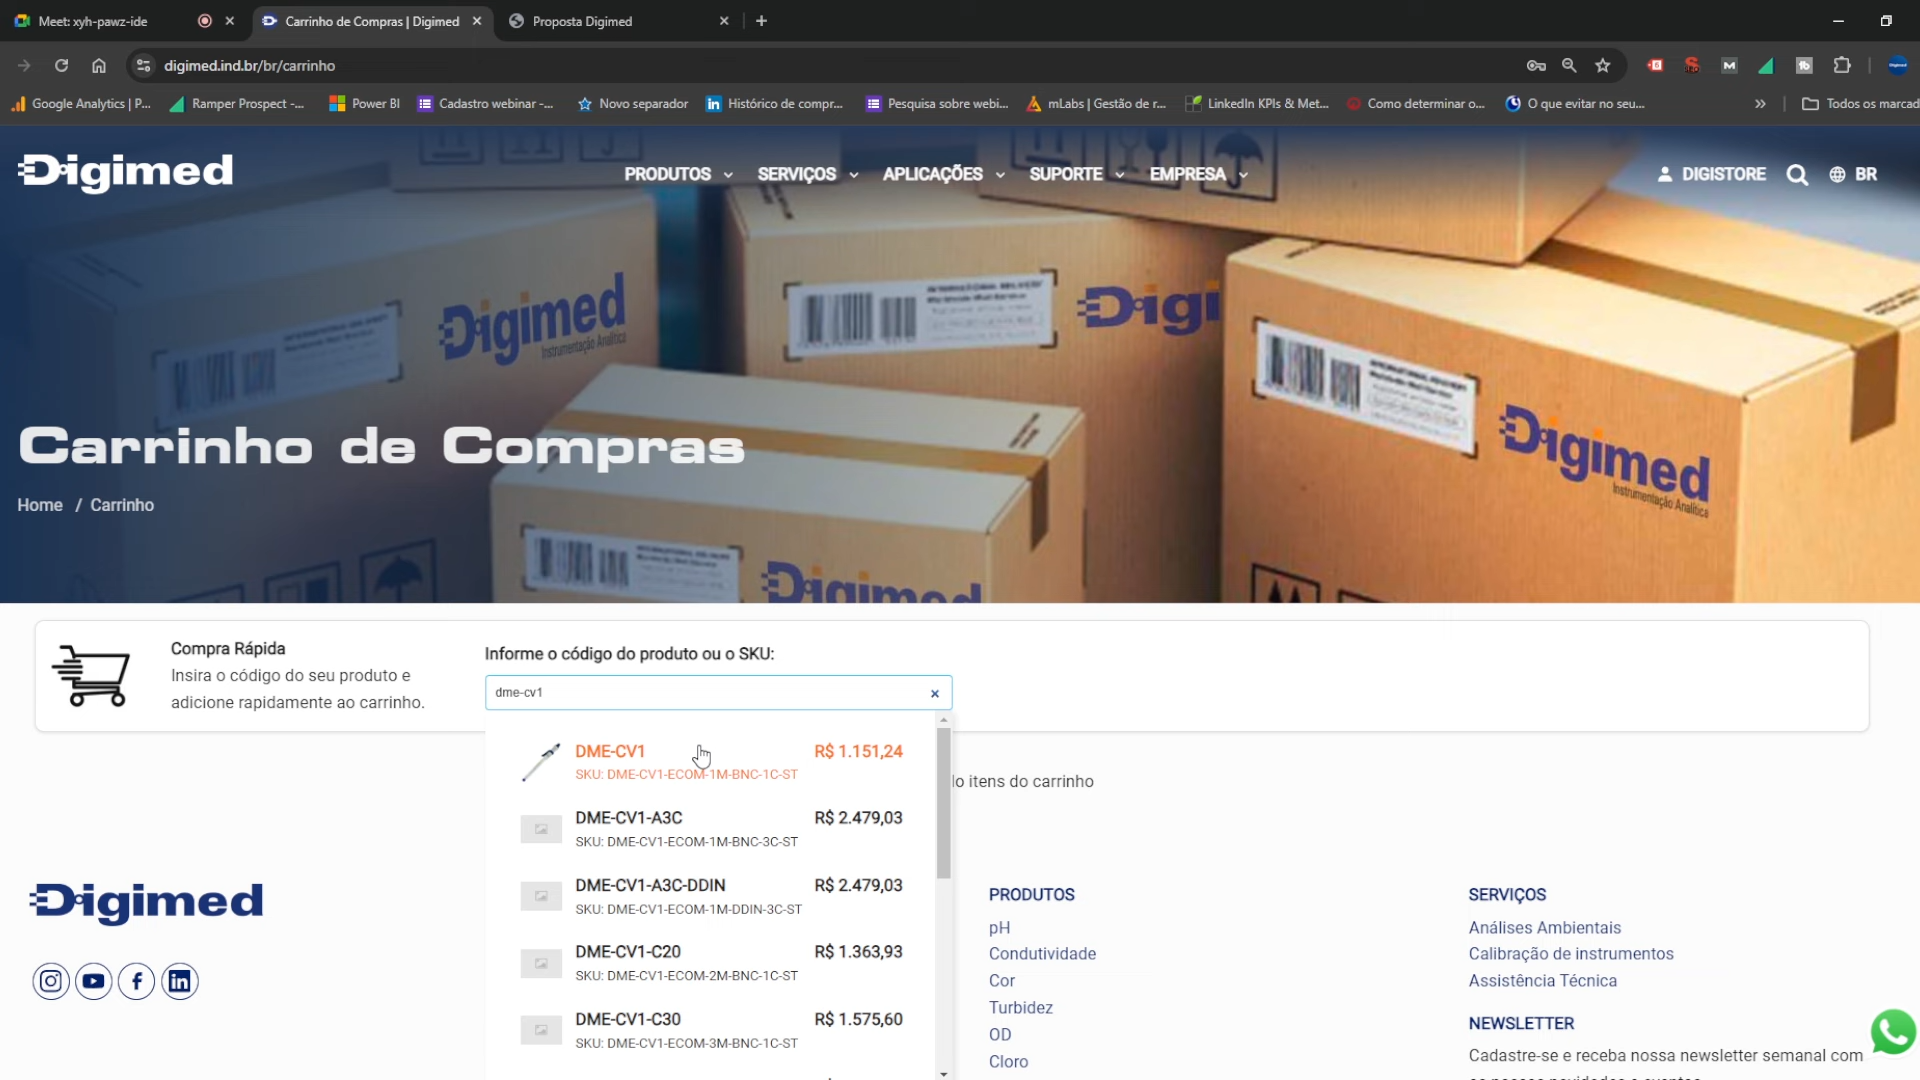 Meet: xyh-pawz-ide
Carrinho de Compras | Digimed
Proposta Digimed
digimed.ind.br/br/carrinho
Google Analytics | P...
Ramper Prospect -...
Power BI
Cadastro webinar -...
Novo separador
Histórico de compr...
Pesquisa sobre webi...
mLabs | Gestão de r...
LinkedIn KPIs & Met...
Como determinar o...
O que evitar no seu...
Todos os marcad
Digimed
PRODUTOS
SERVIÇOS
APLICAÇÕES
SUPORTE
EMPRESA
DIGISTORE
BR
Digimed
Instrumentação Analítica
Digi
Digimed
Instrumentação Analítica
Digimed
Carrinho de Compras
Home / Carrinho
Compra Rápida
Insira o código do seu produto e
adicione rapidamente ao carrinho.
Informe o código do produto ou o SKU:
dme-cv1
DME-CV1 R$ 1.151,24
SKU: DME-CV1-ECOM-1M-BNC-1C-ST
DME-CV1-A3C R$ 2.479,03
SKU: DME-CV1-ECOM-1M-BNC-3C-ST
DME-CV1-A3C-DDIN R$ 2.479,03
SKU: DME-CV1-ECOM-1M-DDIN-3C-ST
DME-CV1-C20 R$ 1.363,93
SKU: DME-CV1-ECOM-2M-BNC-1C-ST
DME-CV1-C30 R$ 1.575,60
SKU: DME-CV1-ECOM-3M-BNC-1C-ST
do itens do carrinho
Digimed
PRODUTOS
pH
Condutividade
Cor
Turbidez
OD
Cloro
SERVIÇOS
Análises Ambientais
Calibração de instrumentos
Assistência Técnica
NEWSLETTER
Cadastre-se e receba nossa newsletter semanal com